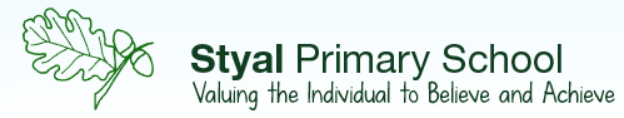 Styal Primary School
Valuing the Individual to Believe and Achieve